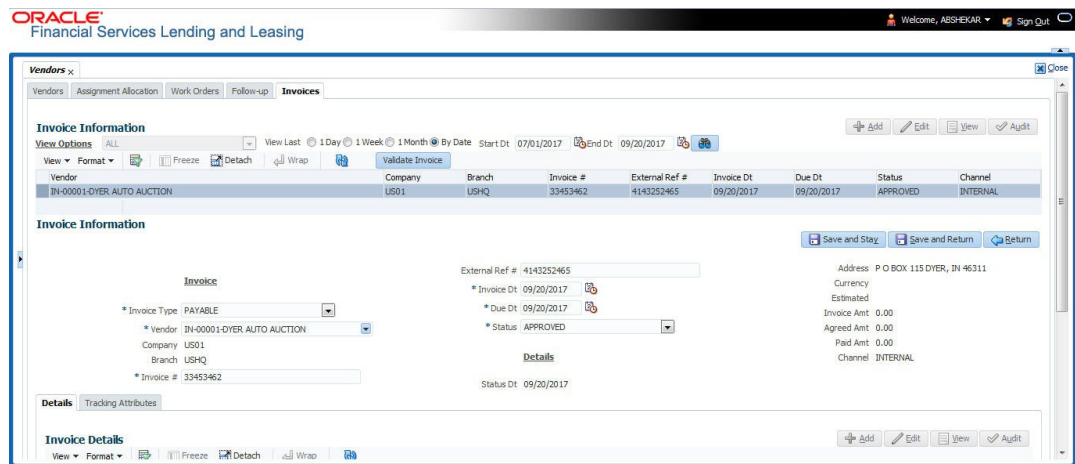 ORACLE®
Financial Services Lending and Leasing
Welcome, ABSHEKAR Sign Out
Vendors x Close
Vendors Assignment Allocation Work Orders Follow-up Invoices
Invoice Information Add Edit View Audit
View Options ALL View Last 1 Day 1 Week 1 Month By Date Start Dt 07/01/2017 End Dt 09/20/2017
View Format Freeze Detach Wrap Validate Invoice
Vendor Company Branch Invoice # External Ref # Invoice Dt Due Dt Status Channel
IN-00001-DYER AUTO AUCTION US01 USHQ 33453462 4143252465 09/20/2017 09/20/2017 APPROVED INTERNAL
Invoice Information
Save and Stay Save and Return Return
Invoice
* Invoice Type PAYABLE
* Vendor IN-00001-DYER AUTO AUCTION
Company US01
Branch USHQ
* Invoice # 33453462
External Ref # 4143252465
* Invoice Dt 09/20/2017
* Due Dt 09/20/2017
* Status APPROVED
Details
Status Dt 09/20/2017
Address P O BOX 115 DYER, IN 46311
Currency
Estimated
Invoice Amt 0.00
Agreed Amt 0.00
Paid Amt 0.00
Channel INTERNAL
Details Tracking Attributes
Invoice Details Add Edit View Audit
View Format Freeze Detach Wrap